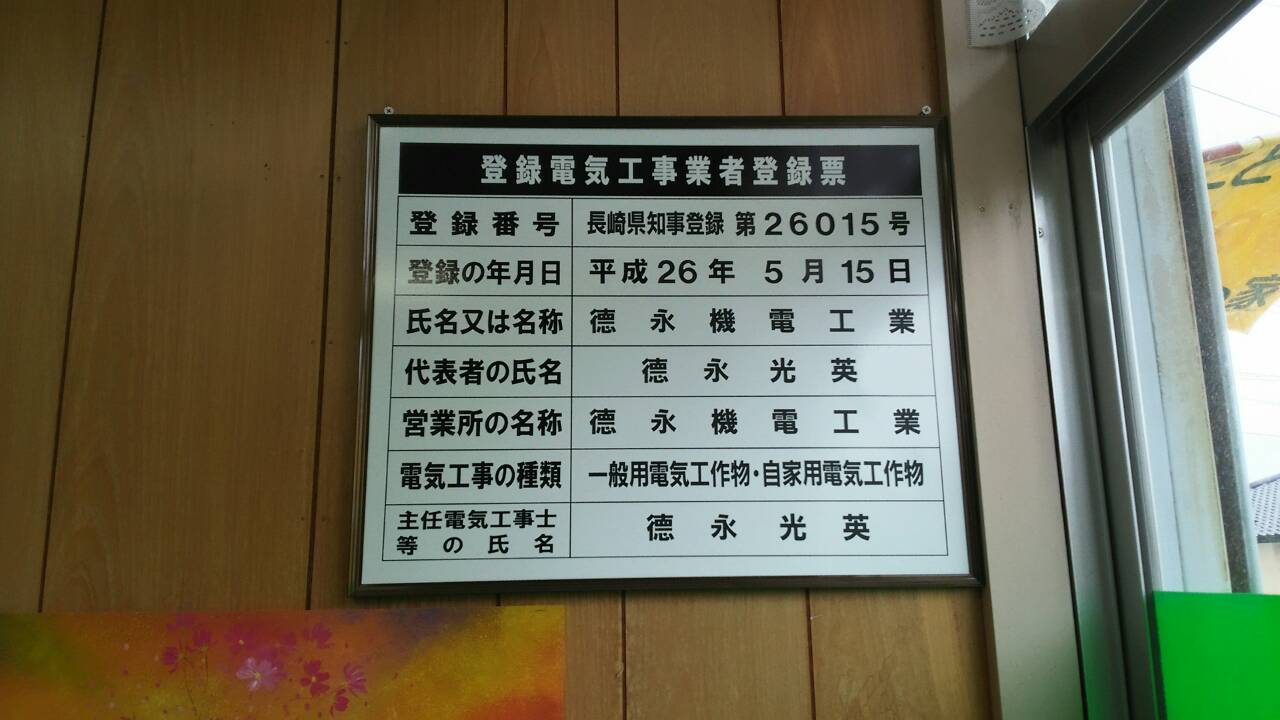 登録電気工事業者登録票
登録番号 長崎県知事登録 第26015号
登録の年月日 平成26年 5月15日
氏名又は名称 德永機電工業
代表者の氏名 德永光英
営業所の名称 德永機電工業
電気工事の種類 一般用電気工作物・自家用電気工作物
主任電気工事士
等の氏名 德永光英